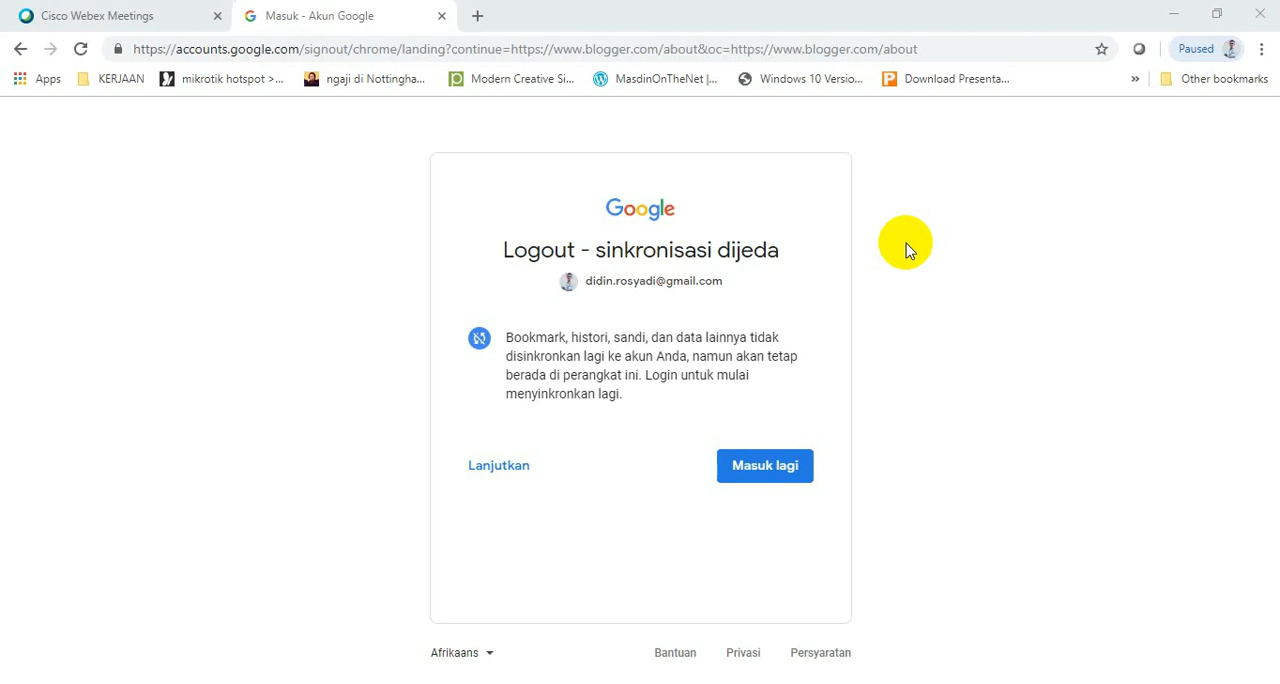 Cisco Webex Meetings
Masuk - Akun Google
https://accounts.google.com/signout/chrome/landing?continue=https://www.blogger.com/about&oc=https://www.blogger.com/about
Paused
Apps
KERJAAN
mikrotik hotspot >...
ngaji di Nottingha...
Modern Creative Si...
MasdinOnTheNet |...
Windows 10 Versio...
Download Presenta...
»
Other bookmarks
Google
Logout - sinkronisasi dijeda
didin.rosyadi@gmail.com
Bookmark, histori, sandi, dan data lainnya tidak
disinkronkan lagi ke akun Anda, namun akan tetap
berada di perangkat ini. Login untuk mulai
menyinkronkan lagi.
Lanjutkan
Masuk lagi
Afrikaans
Bantuan
Privasi
Persyaratan